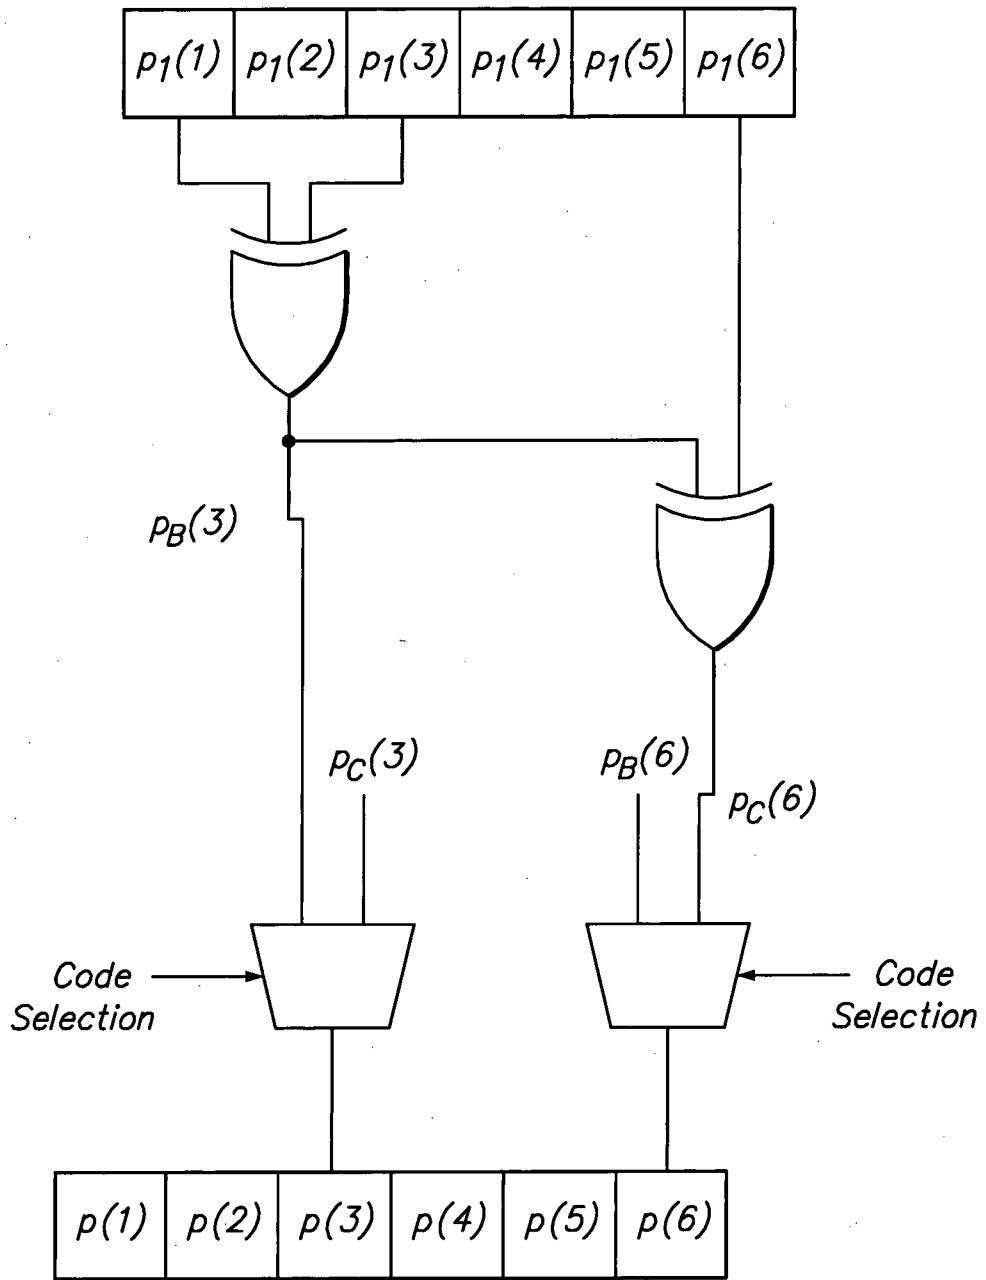 p1(1) p1(2) p1(3) p1(4) p1(5) p1(6)
pB(3)
pC(3)
pB(6)
pC(6)
Code
Selection
Code
Selection
p(1) p(2) p(3) p(4) p(5) p(6)